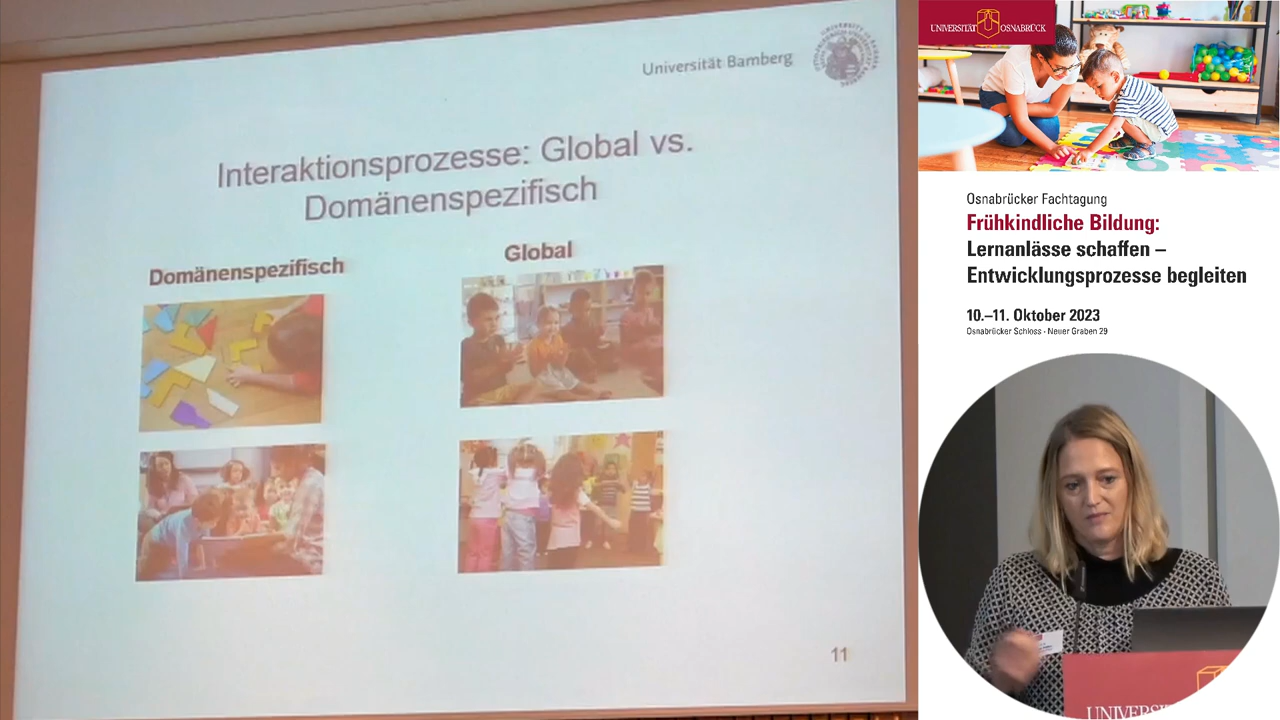 Universität Bamberg
Interaktionsprozesse: Global vs.
Domänenspezifisch
Domänenspezifisch
Global
11
UNIVERSITÄT OSNABRÜCK
Osnabrücker Fachtagung
Frühkindliche Bildung:
Lernanlässe schaffen –
Entwicklungsprozesse begleiten
10.–11. Oktober 2023
Osnabrücker Schloss · Neuer Graben 29